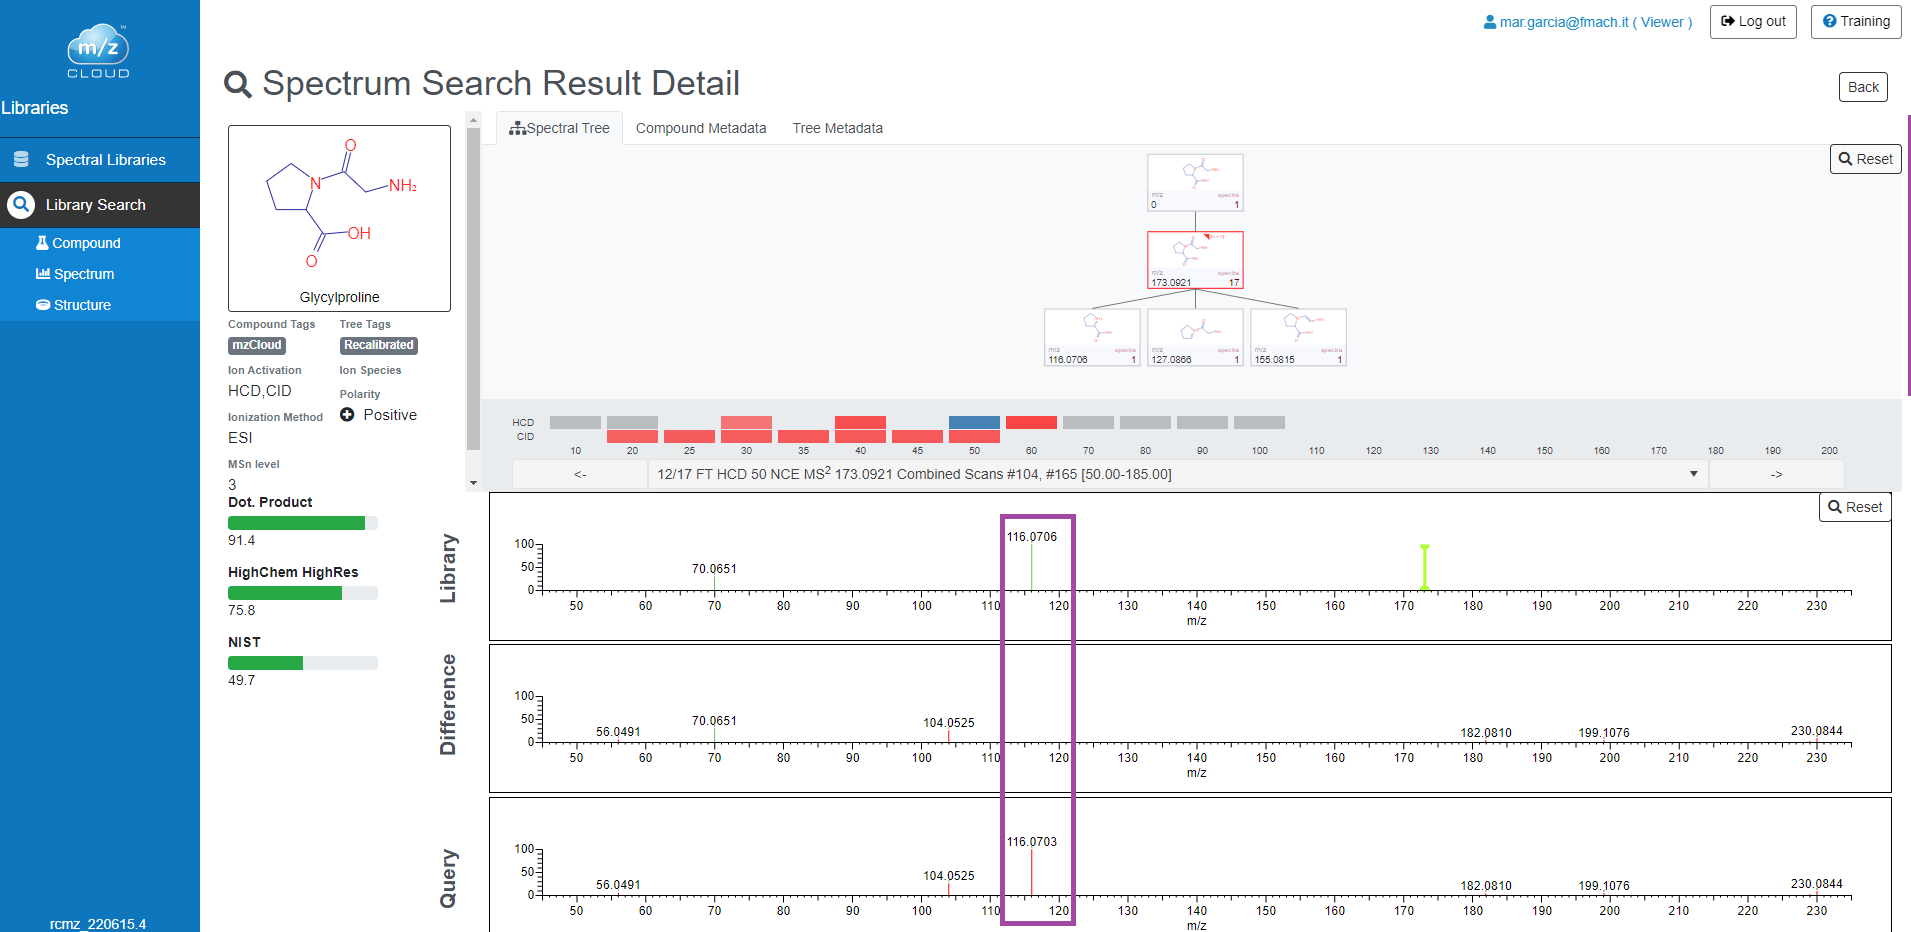 m/z
CLOUD
Libraries
Spectral Libraries
Library Search
Compound
Spectrum
Structure
rcmz_220615.4
mar.garcia@fmach.it ( Viewer )
Log out
? Training
Spectrum Search Result Detail
Back
O
N
NH2
OH
O
Glycylproline
Compound Tags Tree Tags
mzCloud Recalibrated
Ion Activation Ion Species
HCD,CID
Polarity
Ionization Method Positive
ESI
MSn level
3
Dot. Product
91.4
HighChem HighRes
75.8
NIST
49.7
Spectral Tree Compound Metadata Tree Metadata
Reset
m/z spectra
0 1
m/z spectra
173.0921 17
m/z spectra
116.0706 1
m/z spectra
127.0866 1
m/z spectra
155.0815 1
HCD
CID
10 20 25 30 35 40 45 50 60 70 80 90 100 110 120 130 150 170 180 190 200
<- 12/17 FT HCD 50 NCE MS2 173.0921 Combined Scans #104, #165 [50.00-185.00] ->
Reset
Library
116.0706
70.0651
100
50
0
50 60 70 80 90 100 110 120 130 140 150 160 170 180 190 200 210 220 230
m/z
Difference
100
50
0
56.0491 70.0651 104.0525 182.0810 199.1076 230.0844
50 60 70 80 90 100 110 120 130 140 150 160 170 180 190 200 210 220 230
m/z
Query
116.0703
100
50
0
56.0491 104.0525 182.0810 199.1076 230.0844
50 60 70 80 90 100 110 120 130 140 150 160 170 180 190 200 210 220 230
m/z